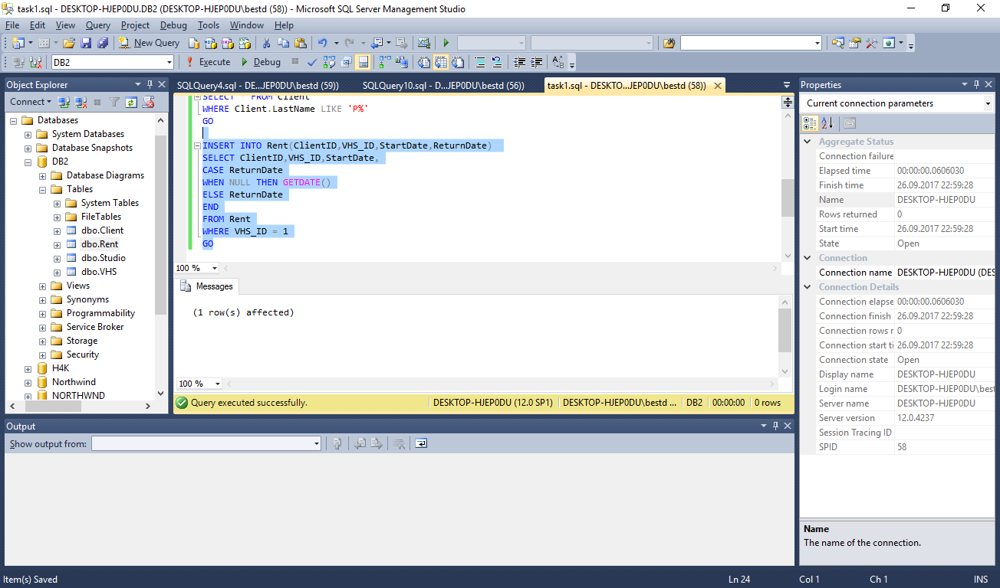 task1.sql - DESKTOP-HJEP0DU.DB2 (DESKTOP-HJEP0DU\bestd (58)) - Microsoft SQL Server Management Studio
File Edit View Query Project Debug Tools Window Help
New Query
DB2 Execute Debug
Object Explorer
Connect
Databases
System Databases
Database Snapshots
DB2
Database Diagrams
Tables
System Tables
FileTables
dbo.Client
dbo.Rent
dbo.Studio
dbo.VHS
Views
Synonyms
Programmability
Service Broker
Storage
Security
H4K
Northwind
NORTHWND
SQLQuery4.sql - DE...JEP0DU\bestd (59)) SQLQuery10.sql - D...JEP0DU\bestd (56)) task1.sql - DESKTO...JEP0DU\bestd (58))
SELECT * FROM Client
WHERE Client.LastName LIKE 'P%'
GO
INSERT INTO Rent(ClientID,VHS_ID,StartDate,ReturnDate)
SELECT ClientID,VHS_ID,StartDate,
CASE ReturnDate
WHEN NULL THEN GETDATE()
ELSE ReturnDate
END
FROM Rent
WHERE VHS_ID = 1
GO
100 %
Messages
(1 row(s) affected)
100 %
Query executed successfully. DESKTOP-HJEP0DU (12.0 SP1) DESKTOP-HJEP0DU\bestd ... DB2 00:00:00 0 rows
Properties
Current connection parameters
Aggregate Status
Connection failure
Elapsed time 00:00:00.0606030
Finish time 26.09.2017 22:59:28
Name DESKTOP-HJEP0DU
Rows returned 0
Start time 26.09.2017 22:59:28
State Open
Connection
Connection name DESKTOP-HJEP0DU (DES
Connection Details
Connection elapse 00:00:00.0606030
Connection finish 26.09.2017 22:59:28
Connection rows r 0
Connection start ti 26.09.2017 22:59:28
Connection state Open
Display name DESKTOP-HJEP0DU
Login name DESKTOP-HJEP0DU\best
Server name DESKTOP-HJEP0DU
Server version 12.0.4237
Session Tracing ID
SPID 58
Name
The name of the connection.
Output
Show output from:
Item(s) Saved Ln 24 Col 1 Ch 1 INS